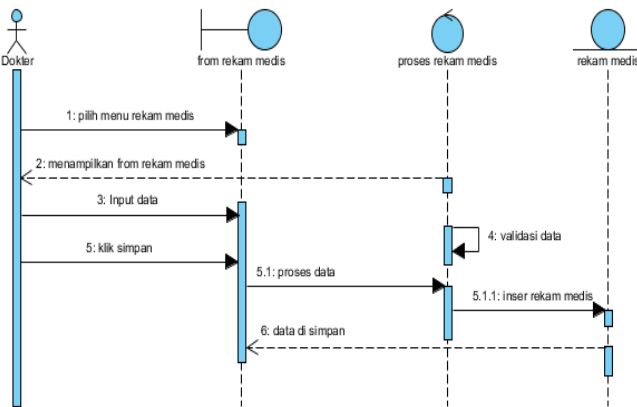 Dokter
from rekam medis
proses rekam medis
rekam medis
1: pilih menu rekam medis
2: menampilkan from rekam medis
3: Input data
4: validasi data
5: klik simpan
5.1: proses data
5.1.1: inser rekam medis
6: data di simpan